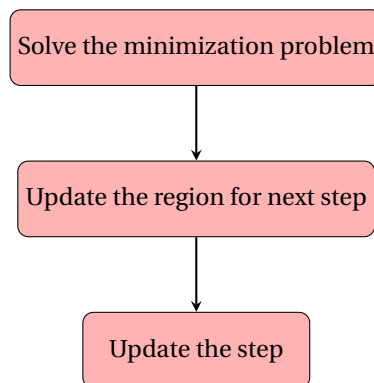 Solve the minimization problem
Update the region for next step
Update the step